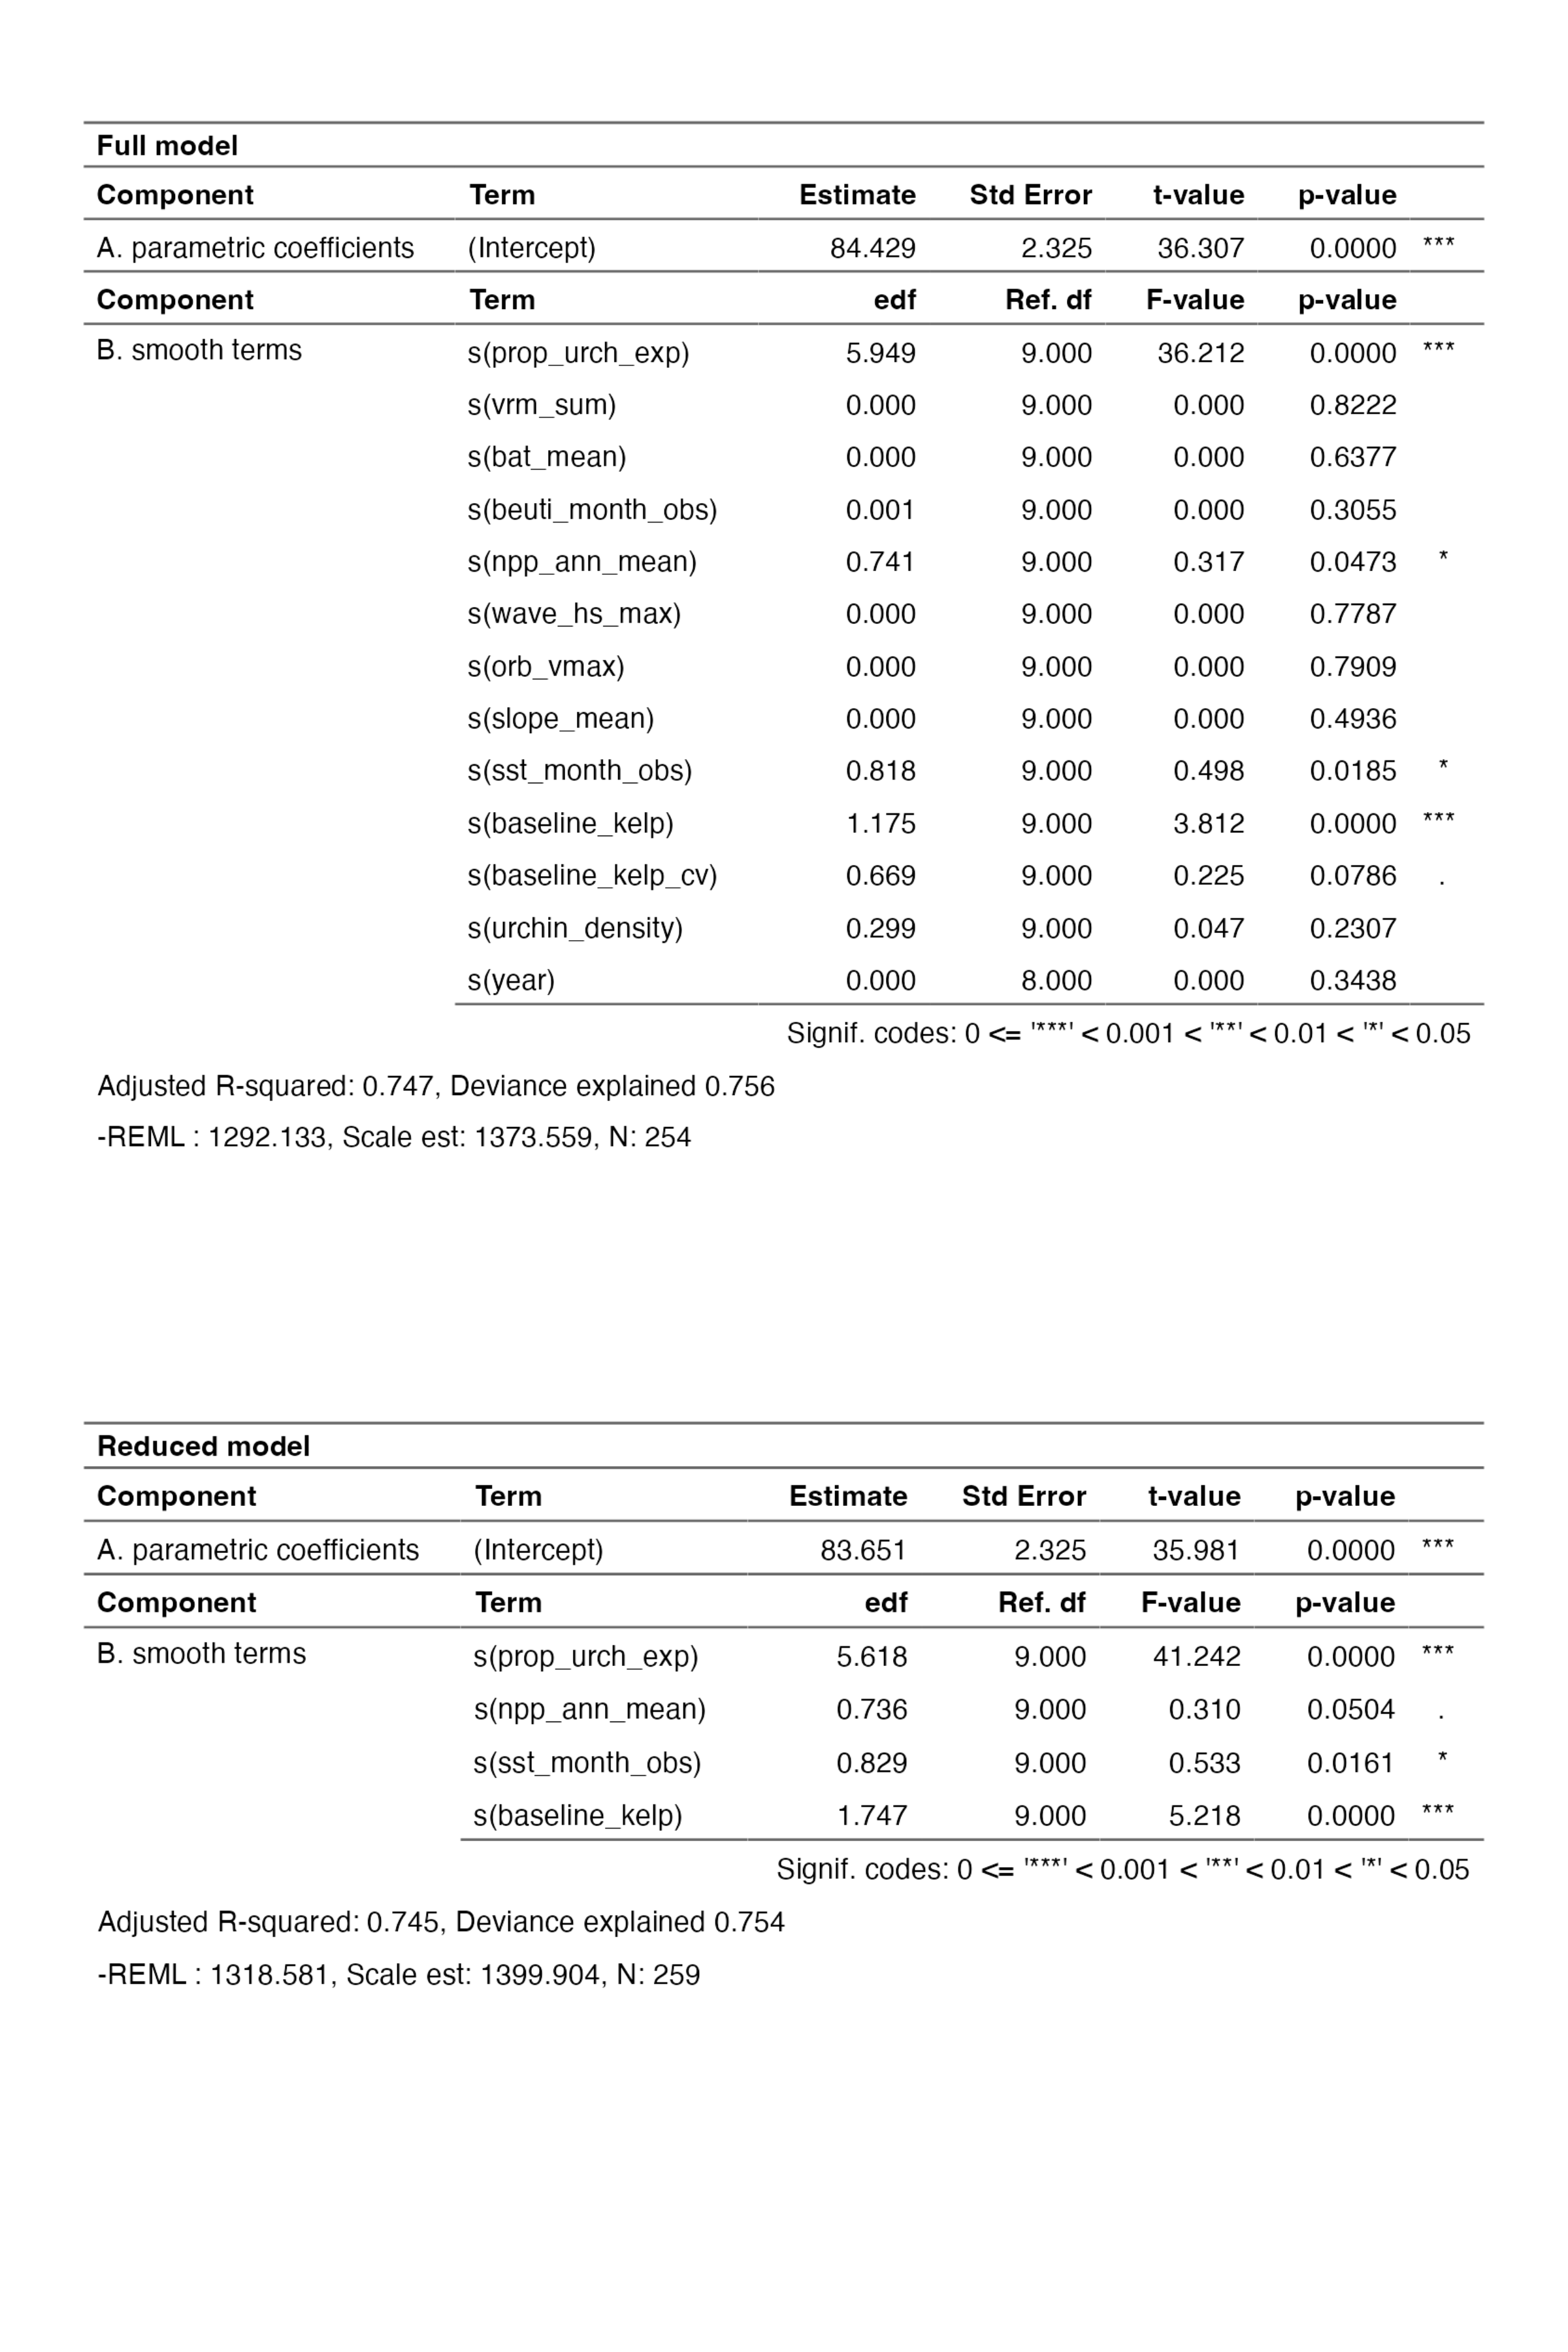 Full model
Component Term Estimate Std Error t-value p-value
A. parametric coefficients (Intercept) 84.429 2.325 36.307 0.0000 ***
Component Term edf Ref. df F-value p-value
B. smooth terms s(prop_urch_exp) 5.949 9.000 36.212 0.0000 ***
s(vrm_sum) 0.000 9.000 0.000 0.8222
s(bat_mean) 0.000 9.000 0.000 0.6377
s(beuti_month_obs) 0.001 9.000 0.000 0.3055
s(npp_ann_mean) 0.741 9.000 0.317 0.0473 *
s(wave_hs_max) 0.000 9.000 0.000 0.7787
s(orb_vmax) 0.000 9.000 0.000 0.7909
s(slope_mean) 0.000 9.000 0.000 0.4936
s(sst_month_obs) 0.818 9.000 0.498 0.0185 *
s(baseline_kelp) 1.175 9.000 3.812 0.0000 ***
s(baseline_kelp_cv) 0.669 9.000 0.225 0.0786 .
s(urchin_density) 0.299 9.000 0.047 0.2307
s(year) 0.000 8.000 0.000 0.3438
Signif. codes: 0 <= '***' < 0.001 < '**' < 0.01 < '*' < 0.05
Adjusted R-squared: 0.747, Deviance explained 0.756
-REML : 1292.133, Scale est: 1373.559, N: 254
Reduced model
Component Term Estimate Std Error t-value p-value
A. parametric coefficients (Intercept) 83.651 2.325 35.981 0.0000 ***
Component Term edf Ref. df F-value p-value
B. smooth terms s(prop_urch_exp) 5.618 9.000 41.242 0.0000 ***
s(npp_ann_mean) 0.736 9.000 0.310 0.0504 .
s(sst_month_obs) 0.829 9.000 0.533 0.0161 *
s(baseline_kelp) 1.747 9.000 5.218 0.0000 ***
Signif. codes: 0 <= '***' < 0.001 < '**' < 0.01 < '*' < 0.05
Adjusted R-squared: 0.745, Deviance explained 0.754
-REML : 1318.581, Scale est: 1399.904, N: 259